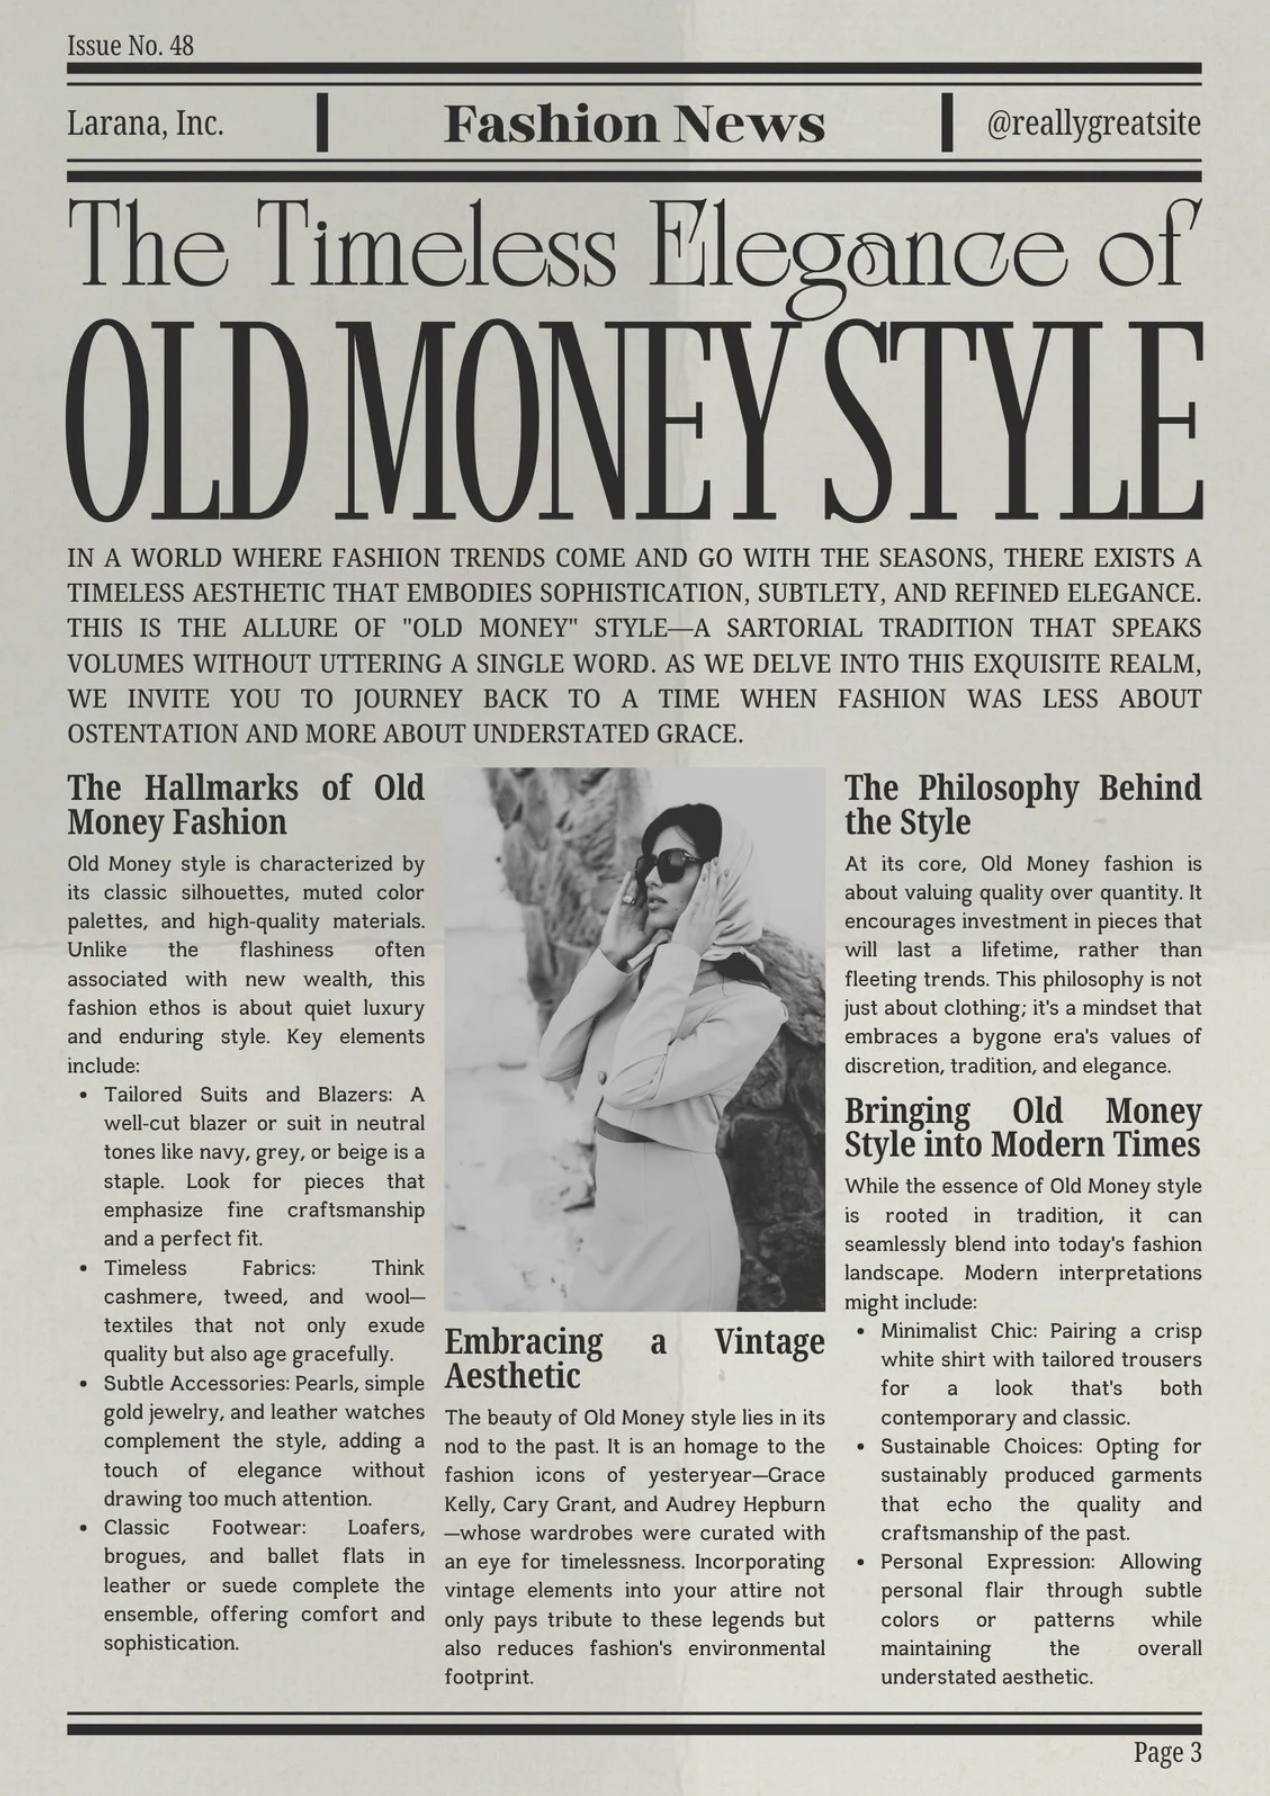 Issue No. 48
Larana, Inc.
Fashion News
@reallygreatsite
The Timeless Elegance of
OLD MONEY STYLE
IN A WORLD WHERE FASHION TRENDS COME AND GO WITH THE SEASONS, THERE EXISTS A
TIMELESS AESTHETIC THAT EMBODIES SOPHISTICATION, SUBTLETY, AND REFINED ELEGANCE.
THIS IS THE ALLURE OF "OLD MONEY" STYLE—A SARTORIAL TRADITION THAT SPEAKS
VOLUMES WITHOUT UTTERING A SINGLE WORD. AS WE DELVE INTO THIS EXQUISITE REALM,
WE INVITE YOU TO JOURNEY BACK TO A TIME WHEN FASHION WAS LESS ABOUT
OSTENTATION AND MORE ABOUT UNDERSTATED GRACE.
The Hallmarks of Old
Money Fashion
Old Money style is characterized by
its classic silhouettes, muted color
palettes, and high-quality materials.
Unlike the flashiness often
associated with new wealth, this
fashion ethos is about quiet luxury
and enduring style. Key elements
include:
• Tailored Suits and Blazers: A
well-cut blazer or suit in neutral
tones like navy, grey, or beige is a
staple. Look for pieces that
emphasize fine craftsmanship
and a perfect fit.
• Timeless Fabrics: Think
cashmere, tweed, and wool—
textiles that not only exude
quality but also age gracefully.
• Subtle Accessories: Pearls, simple
gold jewelry, and leather watches
complement the style, adding a
touch of elegance without
drawing too much attention.
• Classic Footwear: Loafers,
brogues, and ballet flats in
leather or suede complete the
ensemble, offering comfort and
sophistication.
Embracing a Vintage
Aesthetic
The beauty of Old Money style lies in its
nod to the past. It is an homage to the
fashion icons of yesteryear—Grace
Kelly, Cary Grant, and Audrey Hepburn
—whose wardrobes were curated with
an eye for timelessness. Incorporating
vintage elements into your attire not
only pays tribute to these legends but
also reduces fashion's environmental
footprint.
The Philosophy Behind
the Style
At its core, Old Money fashion is
about valuing quality over quantity. It
encourages investment in pieces that
will last a lifetime, rather than
fleeting trends. This philosophy is not
just about clothing; it's a mindset that
embraces a bygone era's values of
discretion, tradition, and elegance.
Bringing Old Money
Style into Modern Times
While the essence of Old Money style
is rooted in tradition, it can
seamlessly blend into today's fashion
landscape. Modern interpretations
might include:
• Minimalist Chic: Pairing a crisp
white shirt with tailored trousers
for a look that's both
contemporary and classic.
• Sustainable Choices: Opting for
sustainably produced garments
that echo the quality and
craftsmanship of the past.
• Personal Expression: Allowing
personal flair through subtle
colors or patterns while
maintaining the overall
understated aesthetic.
Page 3